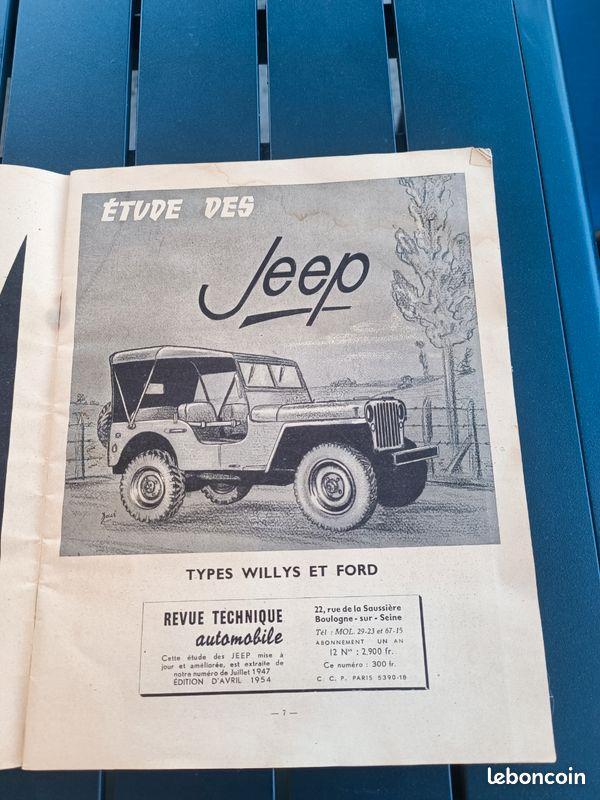 ÉTUDE DES
Jeep
TYPES WILLYS ET FORD
REVUE TECHNIQUE
automobile
Cette étude des JEEP mise à
jour et améliorée, est extraite de
notre numéro de Juillet 1947
ÉDITION D'AVRIL 1954
22, rue de la Saussière
Boulogne - sur - Seine
Tél : MOL. 29-23 et 67-15
ABONNEMENT UN AN
12 Nos : 2.900 fr.
Ce numéro : 300 fr.
C. C. P. PARIS 5390-18
— 7 —
leboncoin